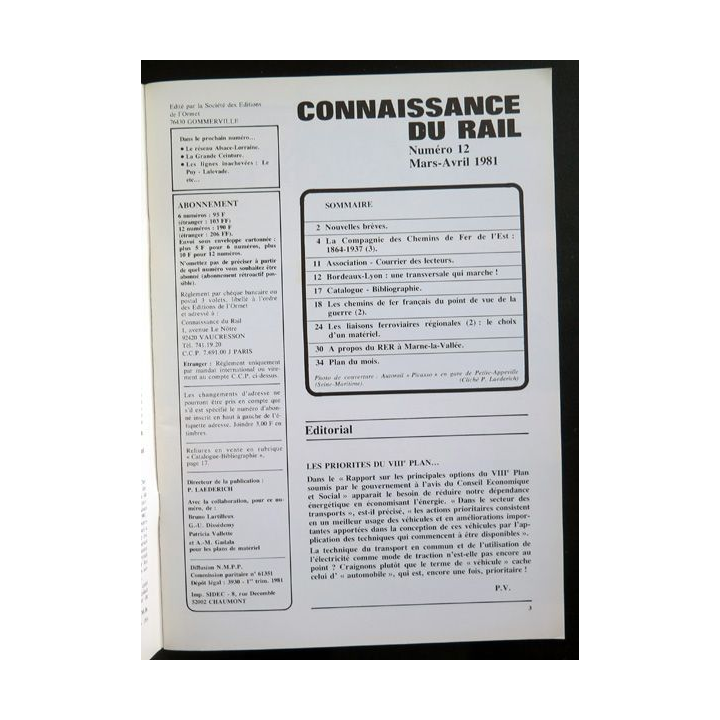 Edité par la Société des Editions
de l'Ormet
76430 GOMMERVILLE
Dans le prochain numéro...
● Le réseau Alsace-Lorraine.
● La Grande Ceinture.
● Les lignes inachevées : Le
Puy - Lalevade.
etc...
ABONNEMENT
6 numéros : 95 F
(étranger : 103 FF)
12 numéros : 190 F
(étranger : 206 FF).
Envoi sous enveloppe cartonnée :
plus 5 F pour 6 numéros, plus
10 F pour 12 numéros.
N'omettez pas de préciser à partir
de quel numéro vous souhaitez être
abonné (abonnement rétroactif pos-
sible).
Règlement par chèque bancaire ou
postal 3 volets, libellé à l'ordre
des Editions de l'Ormet
et adressé à :
Connaissance du Rail
1, avenue Le Nôtre
92420 VAUCRESSON
Tél. 741.19.20
C.C.P. 7.691.00 J PARIS
Etranger : Règlement uniquement
par mandat international ou vire-
ment au compte C.C.P. ci-dessus.
Les changements d'adresse ne
pourront être pris en compte que
s'il est spécifié le numéro d'abon-
né inscrit en haut à gauche de l'é-
tiquette adresse. Joindre 3,00 F en
timbres.
Reliures en vente en rubrique
« Catalogue-Bibliographie »,
page 17.
Directeur de la publication :
P. LAEDERICH
Avec la collaboration, pour ce nu-
méro, de :
Bruno Lartilleux
G.-U. Dissedemy
Patricia Vallette
et A.-M. Gaidala
pour les plans de matériel
Diffusion N.M.P.P.
Commission paritaire n° 61351
Dépôt légal : 3930 - 1er trim. 1981
Imp. SIDEC - 9, rue Decomble
52002 CHAUMONT
CONNAISSANCE
DU RAIL
Numéro 12
Mars-Avril 1981
SOMMAIRE
2 Nouvelles brèves.
4 La Compagnie des Chemins de Fer de l'Est :
1864-1937 (3).
11 Association - Courrier des lecteurs.
12 Bordeaux-Lyon : une transversale qui marche !
17 Catalogue - Bibliographie.
18 Les chemins de fer français du point de vue de la
guerre (2).
24 Les liaisons ferroviaires régionales (2) : le choix
d'un matériel.
30 A propos du RER à Marne-la-Vallée.
34 Plan du mois.
Photo de couverture : Autorail « Picasso » en gare de Petite-Appeville
(Seine-Maritime). (Cliché P. Laederich)
Editorial
LES PRIORITES DU VIIIe PLAN...
Dans le « Rapport sur les principales options du VIIIe Plan
soumis par le gouvernement à l'avis du Conseil Economique
et Social » apparaît le besoin de réduire notre dépendance
énergétique en économisant l'énergie. « Dans le secteur des
transports », est-il précisé, « les actions prioritaires consistent
en un meilleur usage des véhicules et en améliorations impor-
tantes apportées dans la conception de ces véhicules par l'ap-
plication des techniques qui commencent à être disponibles ».
La technique du transport en commun et de l'utilisation de
l'électricité comme mode de traction n'est-elle pas encore au
point ? Craignons plutôt que le terme de « véhicule » cache
celui d' « automobile », qui est, encore une fois, prioritaire !
P.V.
3